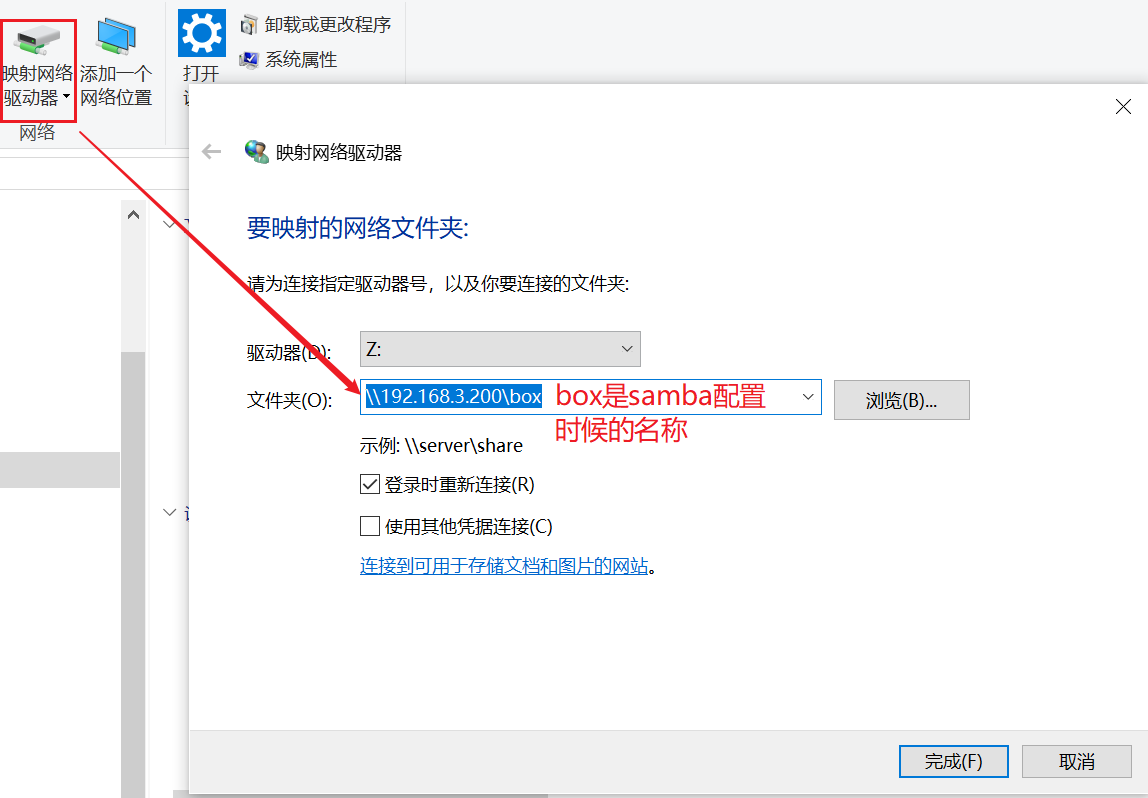 卸载或更改程序
系统属性
映射网络
驱动器
添加一个
网络位置
打开
网络
映射网络驱动器
要映射的网络文件夹:
请为连接指定驱动器号，以及你要连接的文件夹:
驱动器(D):
Z:
文件夹(O):
\\192.168.3.200\box
box是samba配置
时候的名称
浏览(B)...
示例: \\server\share
登录时重新连接(R)
使用其他凭据连接(C)
连接到可用于存储文档和图片的网站。
完成(F)
取消